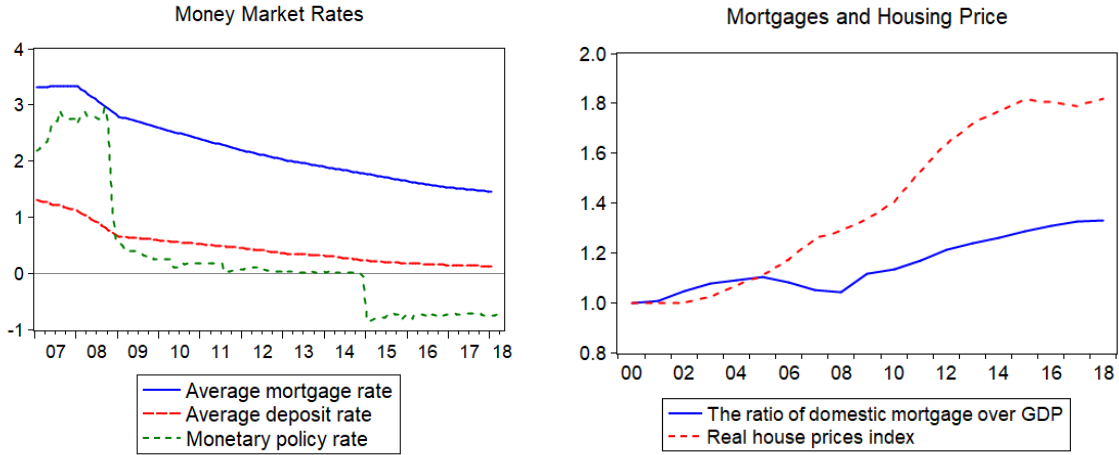 Money Market Rates
4
3
2
1
0
-1
07 08 09 10 11 12 13 14 15 16 17 18
Average mortgage rate
Average deposit rate
Monetary policy rate
Mortgages and Housing Price
2.0
1.8
1.6
1.4
1.2
1.0
0.8
00 02 04 06 08 10 12 14 16 18
The ratio of domestic mortgage over GDP
Real house prices index